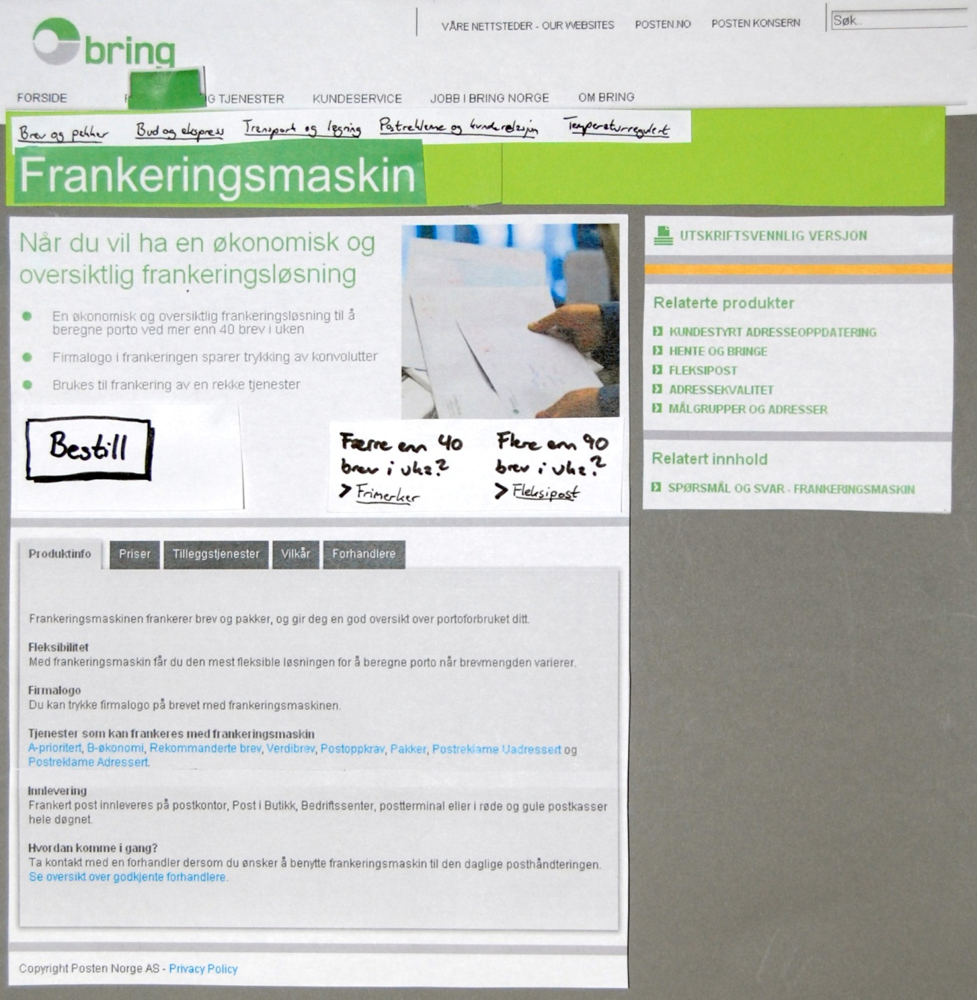 bring
VÅRE NETTSTEDER - OUR WEBSITES POSTEN.NO POSTEN KONSERN Søk..
FORSIDE G TJENESTER KUNDESERVICE JOBB I BRING NORGE OM BRING
Brev og pakker Bud og ekspress Transport og lagring Postreklame og kunderelasjon Temperaturregulert
Frankeringsmaskin
Når du vil ha en økonomisk og
oversiktlig frankeringsløsning
En økonomisk og oversiktlig frankeringsløsning til å
beregne porto ved mer enn 40 brev i uken
Firmalogo i frankeringen sparer trykking av konvolutter
Brukes til frankering av en rekke tjenester
Bestill
Færre enn 40
brev i uka?
> Frimerker
Flere enn 90
brev i uka?
> Fleksipost
UTSKRIFTSVENNLIG VERSJON
Relaterte produkter
KUNDESTYRT ADRESSEOPPDATERING
HENTE OG BRINGE
FLEKSIPOST
ADRESSEKVALITET
MÅLGRUPPER OG ADRESSER
Relatert innhold
SPØRSMÅL OG SVAR - FRANKERINGSMASKIN
Produktinfo Priser Tilleggstjenester Vilkår Forhandlere
Frankeringsmaskinen frankerer brev og pakker, og gir deg en god oversikt over portoforbruket ditt.
Fleksibilitet
Med frankeringsmaskin får du den mest fleksible løsningen for å beregne porto når brevmengden varierer.
Firmalogo
Du kan trykke firmalogo på brevet med frankeringsmaskinen.
Tjenester som kan frankeres med frankeringsmaskin
A-prioritert, B-økonomi, Rekommanderte brev, Verdibrev, Postoppkrav, Pakker, Postreklame Uadressert og
Postreklame Adressert.
Innlevering
Frankert post innleveres på postkontor, Post i Butikk, Bedriftssenter, postterminal eller i røde og gule postkasser
hele døgnet.
Hvordan komme i gang?
Ta kontakt med en forhandler dersom du ønsker å benytte frankeringsmaskin til den daglige posthåndteringen.
Se oversikt over godkjente forhandlere.
Copyright Posten Norge AS - Privacy Policy